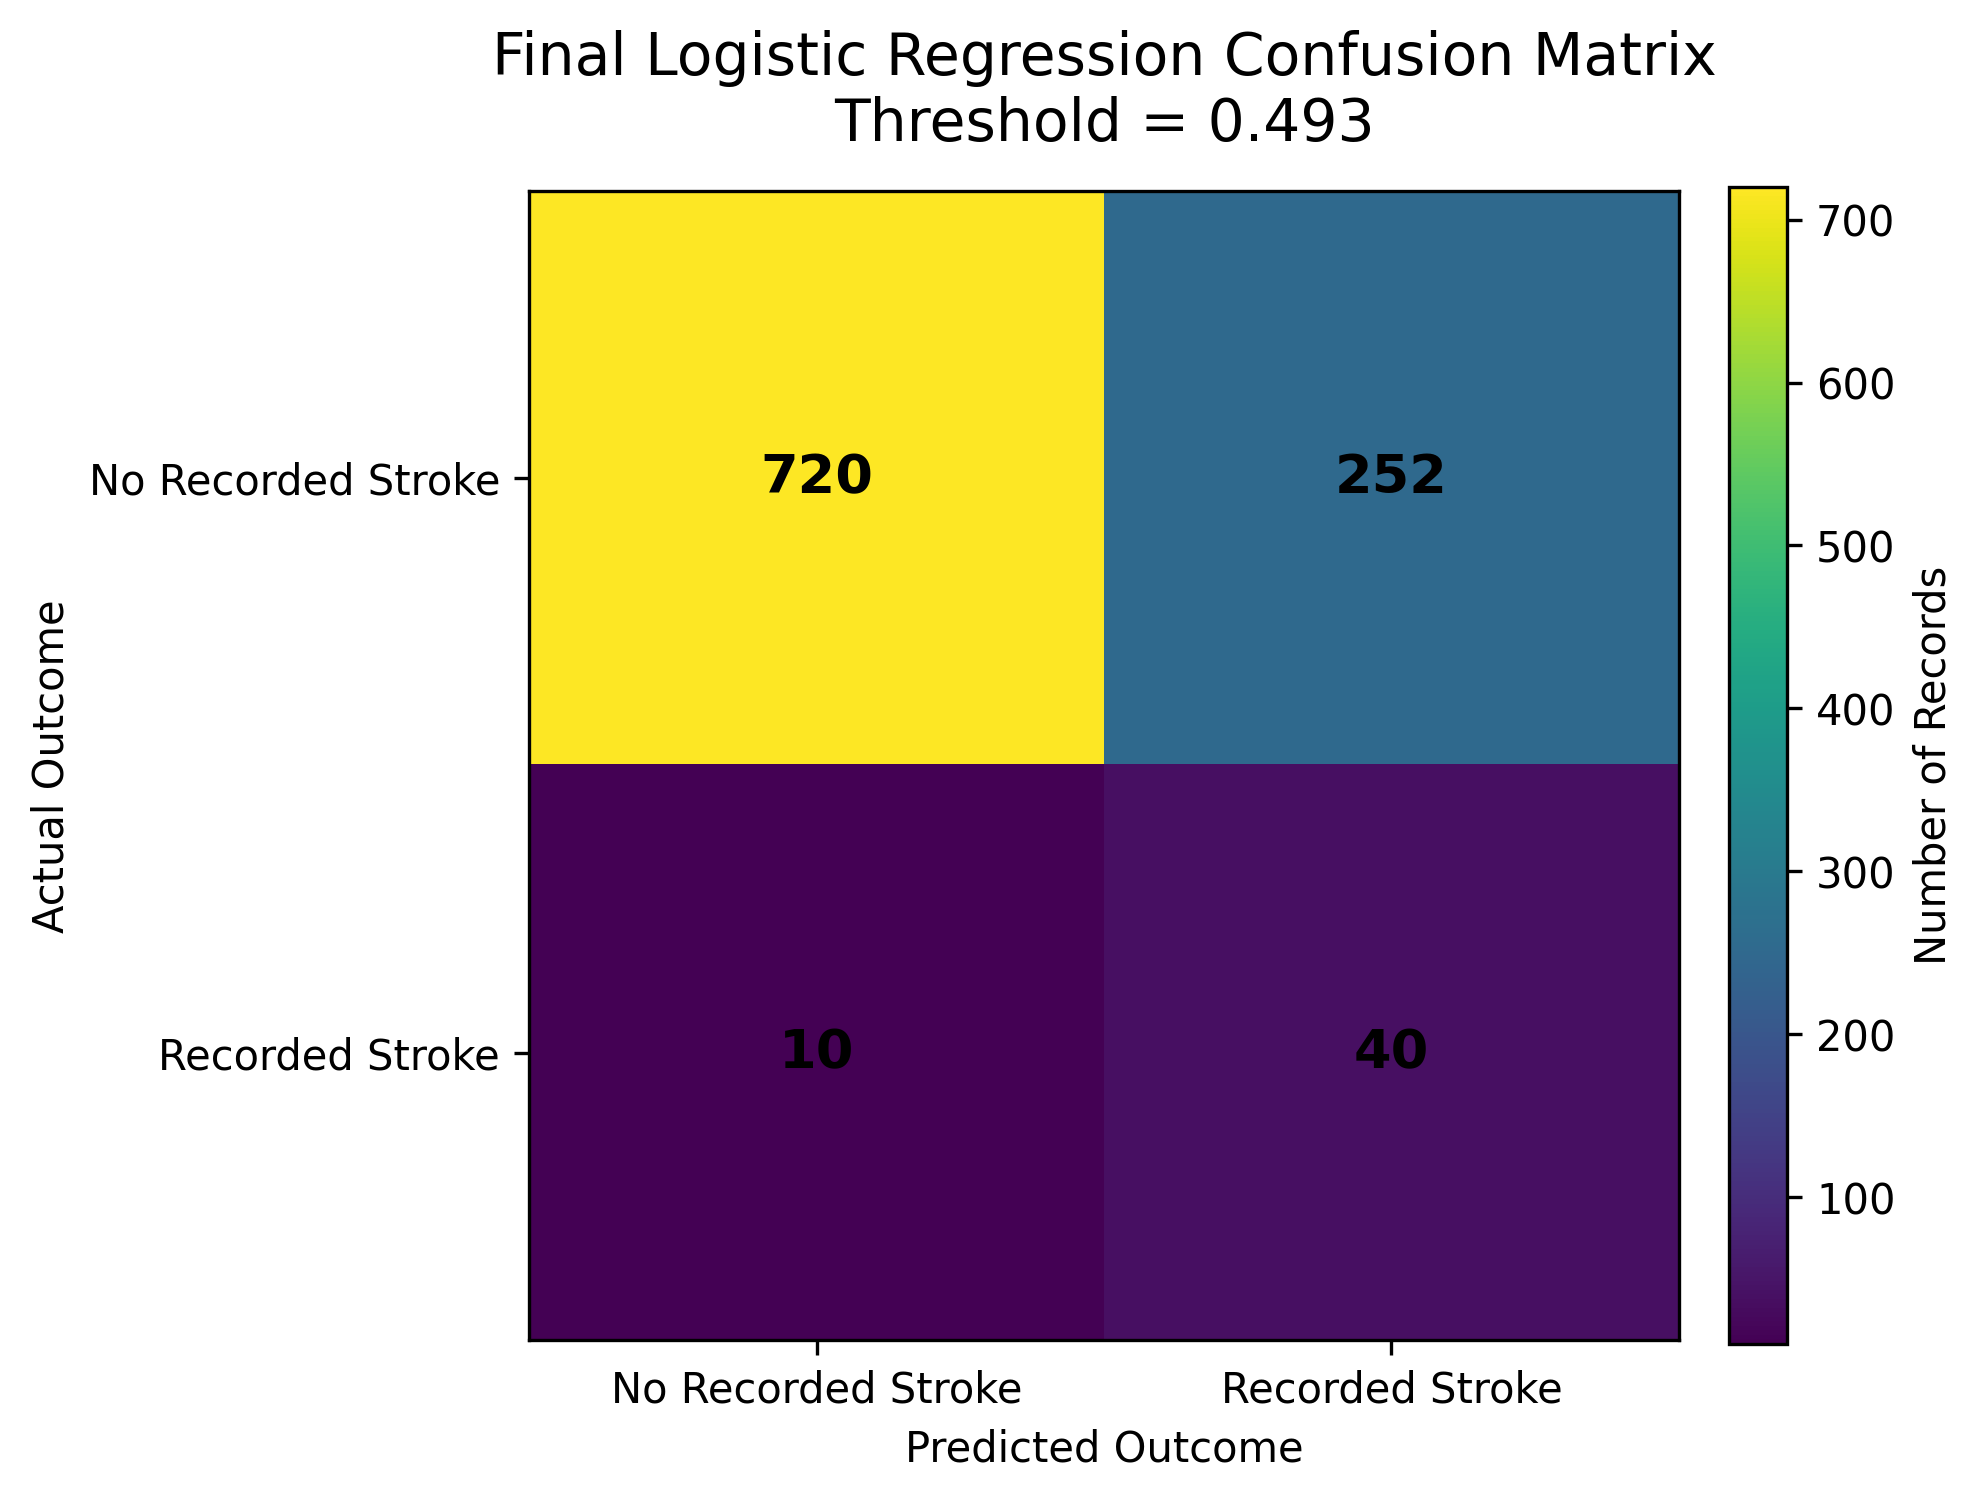 Final Logistic Regression Confusion Matrix
Threshold = 0.493
700
600
500
400
300
200
100
Number of Records
Actual Outcome
No Recorded Stroke
720
252
Recorded Stroke
10
40
No Recorded Stroke
Recorded Stroke
Predicted Outcome